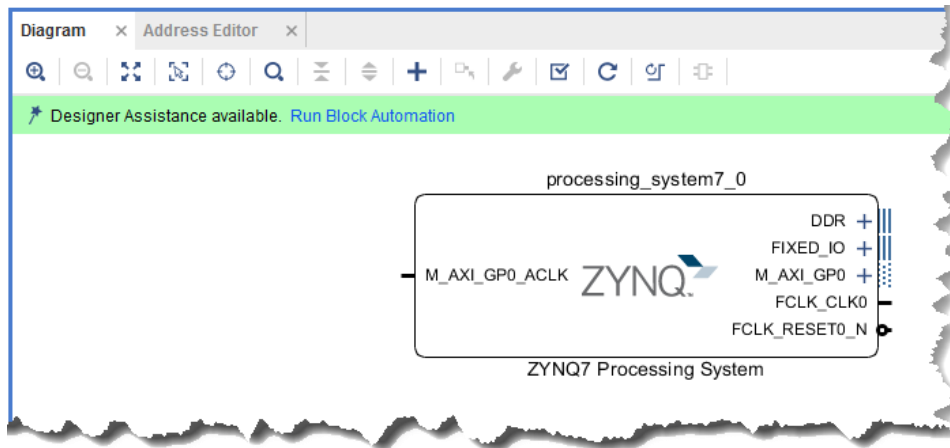 Diagram × Address Editor ×
Designer Assistance available. Run Block Automation
processing_system7_0
DDR
FIXED_IO
M_AXI_GP0_ACLK ZYNQ. M_AXI_GP0
FCLK_CLK0
FCLK_RESET0_N
ZYNQ7 Processing System